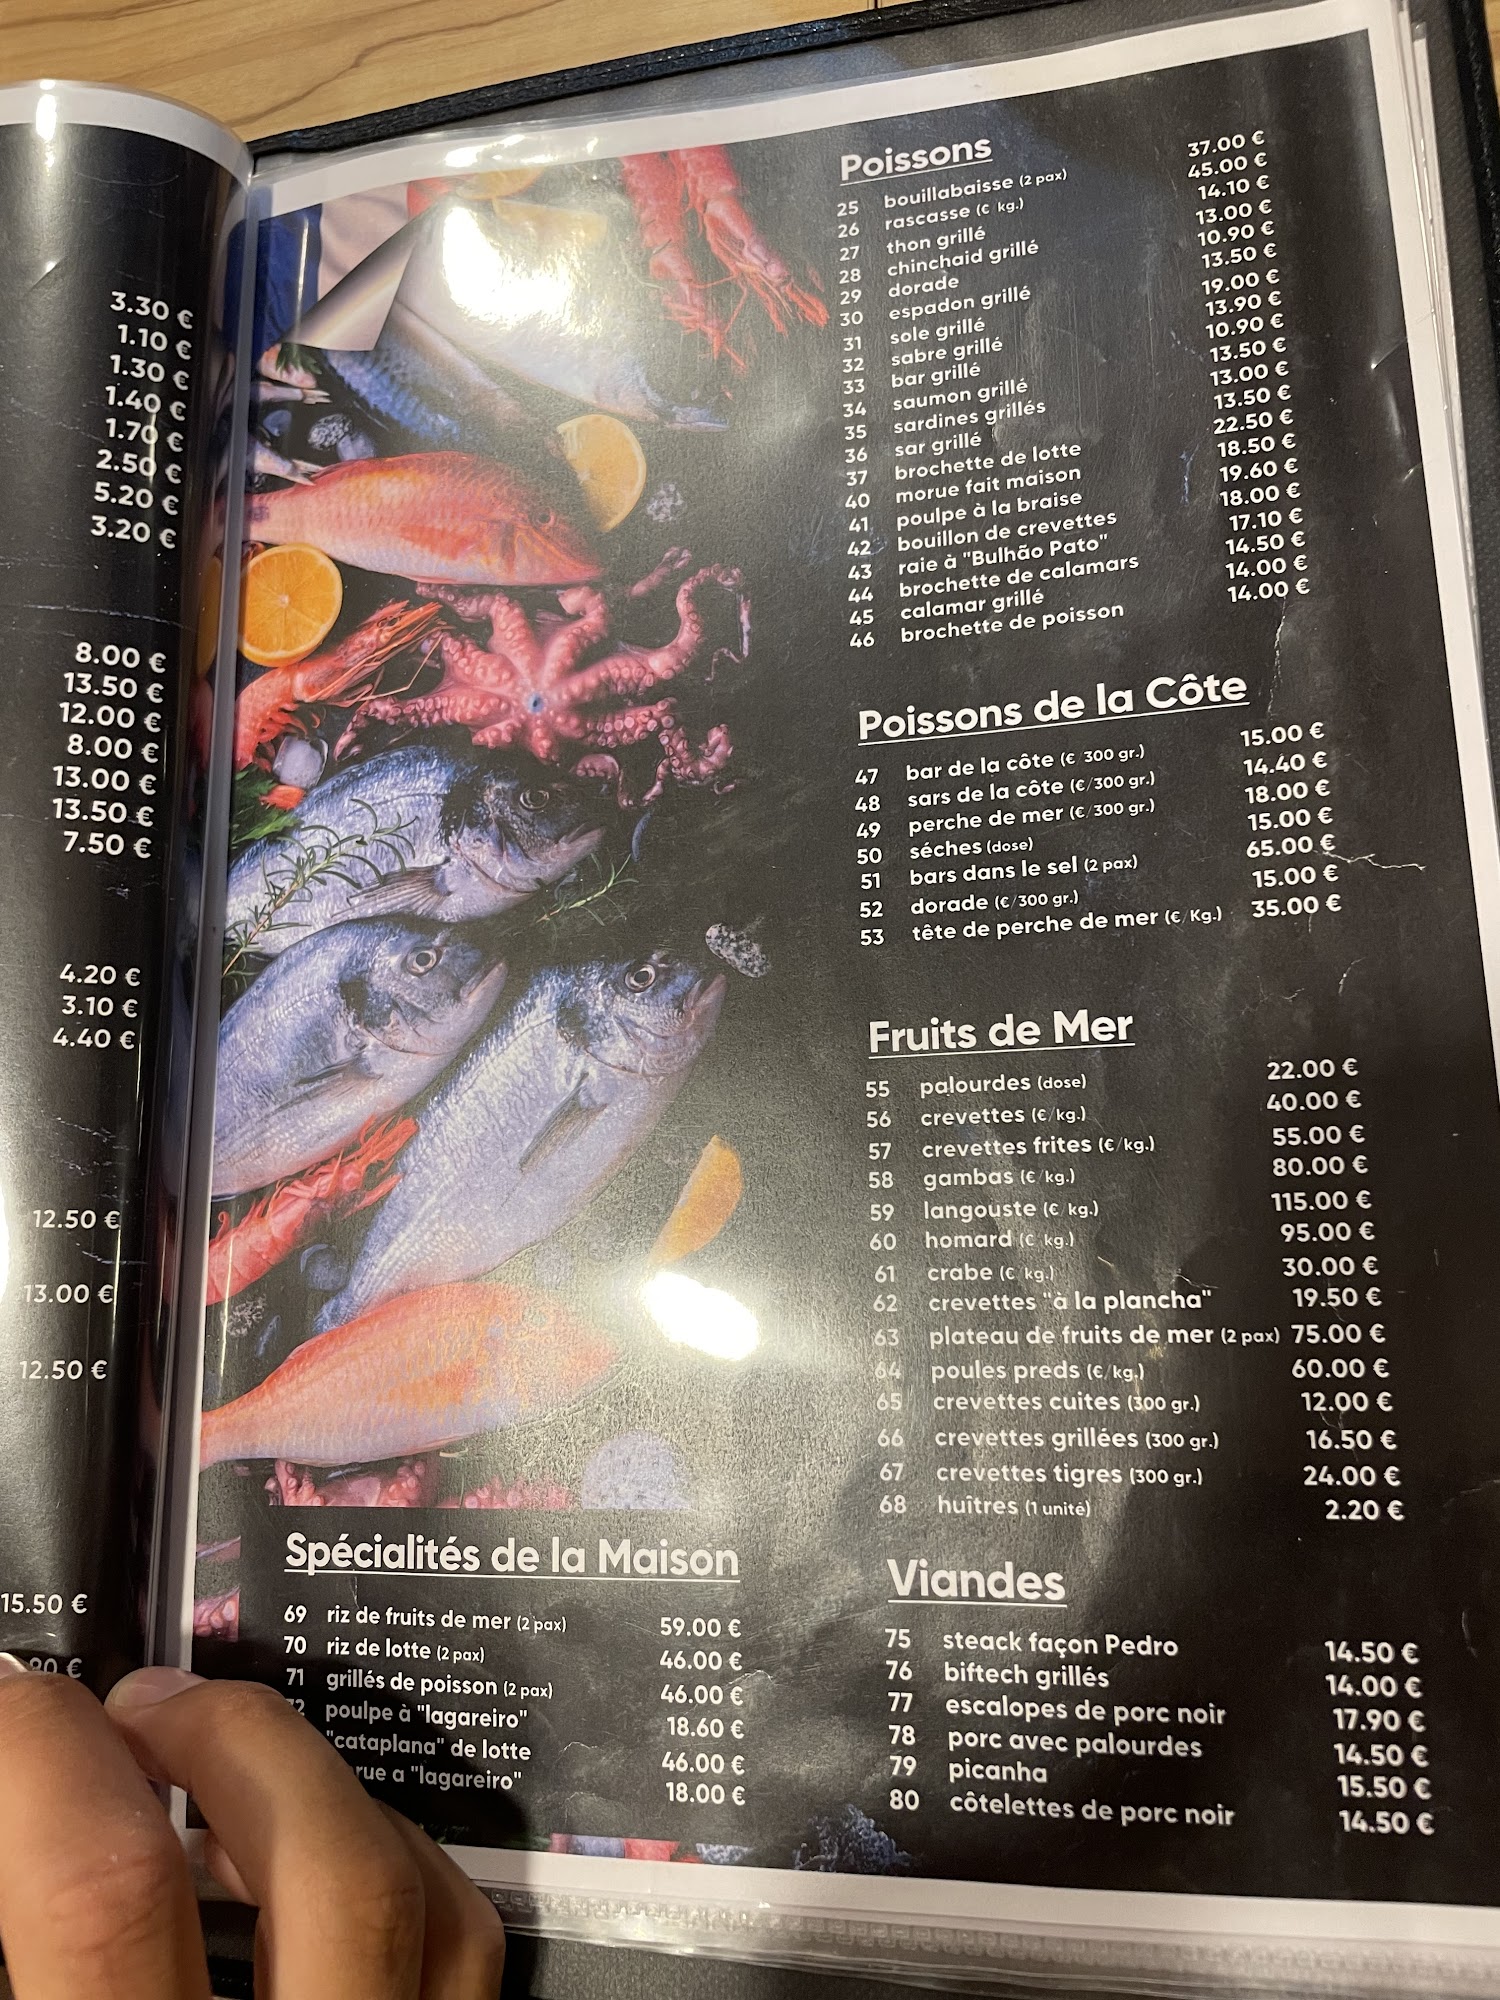 3.30 €
1.10 €
1.30 €
1.40 €
1.70 €
2.50 €
5.20 €
3.20 €
8.00 €
13.50 €
12.00 €
8.00 €
13.00 €
13.50 €
7.50 €
4.20 €
3.10 €
4.40 €
12.50 €
13.00 €
12.50 €
15.50 €
Poissons
25 bouillabaisse (2 pax) 37.00 €
26 rascasse (€ kg.) 45.00 €
27 thon grillé 14.10 €
28 chinchaid grillé 13.00 €
29 dorade 10.90 €
30 espadon grillé 13.50 €
31 sole grillé 19.00 €
32 sabre grillé 13.90 €
33 bar grillé 10.90 €
34 saumon grillé 13.50 €
35 sardines grillés 13.00 €
36 sar grillé 13.50 €
37 brochette de lotte 22.50 €
40 morue fait maison 18.50 €
41 poulpe à la braise 19.60 €
42 bouillon de crevettes 18.00 €
43 raie à "Bulhão Pato" 17.10 €
44 brochette de calamars 14.50 €
45 calamar grillé 14.00 €
46 brochette de poisson 14.00 €
Poissons de la Côte
47 bar de la côte (€ 300 gr.) 15.00 €
48 sars de la côte (€/300 gr.) 14.40 €
49 perche de mer (€/300 gr.) 18.00 €
50 séches (dose) 15.00 €
51 bars dans le sel (2 pax) 65.00 €
52 dorade (€/300 gr.) 15.00 €
53 tête de perche de mer (€/Kg.) 35.00 €
Fruits de Mer
55 palourdes (dose) 22.00 €
56 crevettes (€/kg.) 40.00 €
57 crevettes frites (€/kg.) 55.00 €
58 gambas (€/kg.) 80.00 €
59 langouste (€/kg.) 115.00 €
60 homard (€ kg.) 95.00 €
61 crabe (€ kg.) 30.00 €
62 crevettes "à la plancha" 19.50 €
63 plateau de fruits de mer (2 pax) 75.00 €
64 poules preds (€/kg.) 60.00 €
65 crevettes cuites (300 gr.) 12.00 €
66 crevettes grillées (300 gr.) 16.50 €
67 crevettes tigres (300 gr.) 24.00 €
68 huîtres (1 unité) 2.20 €
Spécialités de la Maison
69 riz de fruits de mer (2 pax) 59.00 €
70 riz de lotte (2 pax) 46.00 €
71 grillés de poisson (2 pax) 46.00 €
poulpe à "lagareiro" 18.60 €
"cataplana" de lotte 46.00 €
a "lagareiro" 18.00 €
Viandes
75 steack façon Pedro 14.50 €
76 biftech grillés 14.00 €
77 escalopes de porc noir 17.90 €
78 porc avec palourdes 14.50 €
79 picanha 15.50 €
80 côtelettes de porc noir 14.50 €